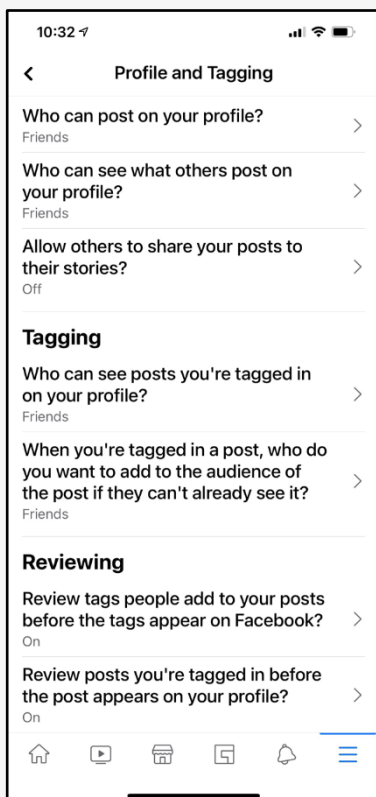 10:32
Profile and Tagging
Who can post on your profile?
Friends
Who can see what others post on
your profile?
Friends
Allow others to share your posts to
their stories?
Off
Tagging
Who can see posts you're tagged in
on your profile?
Friends
When you're tagged in a post, who do
you want to add to the audience of
the post if they can't already see it?
Friends
Reviewing
Review tags people add to your posts
before the tags appear on Facebook?
On
Review posts you're tagged in before
the post appears on your profile?
On